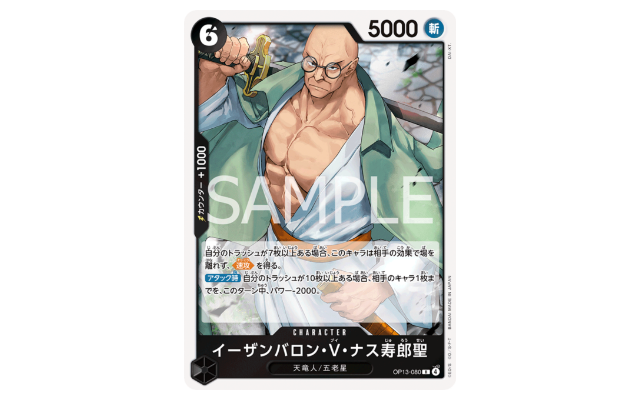 6
5000
斬
カウンター +1000
SAMPLE
自分のトラッシュが7枚以上ある場合、このキャラは相手の効果で場を
離れず、速攻 を得る。
アタック時 自分のトラッシュが10枚以上ある場合、相手のキャラ1枚ま
でを、このターン中、パワー-2000。
CHARACTER
イーザンバロン・V・ナス寿郎聖
天竜人/五老星
OP13-080 R 4